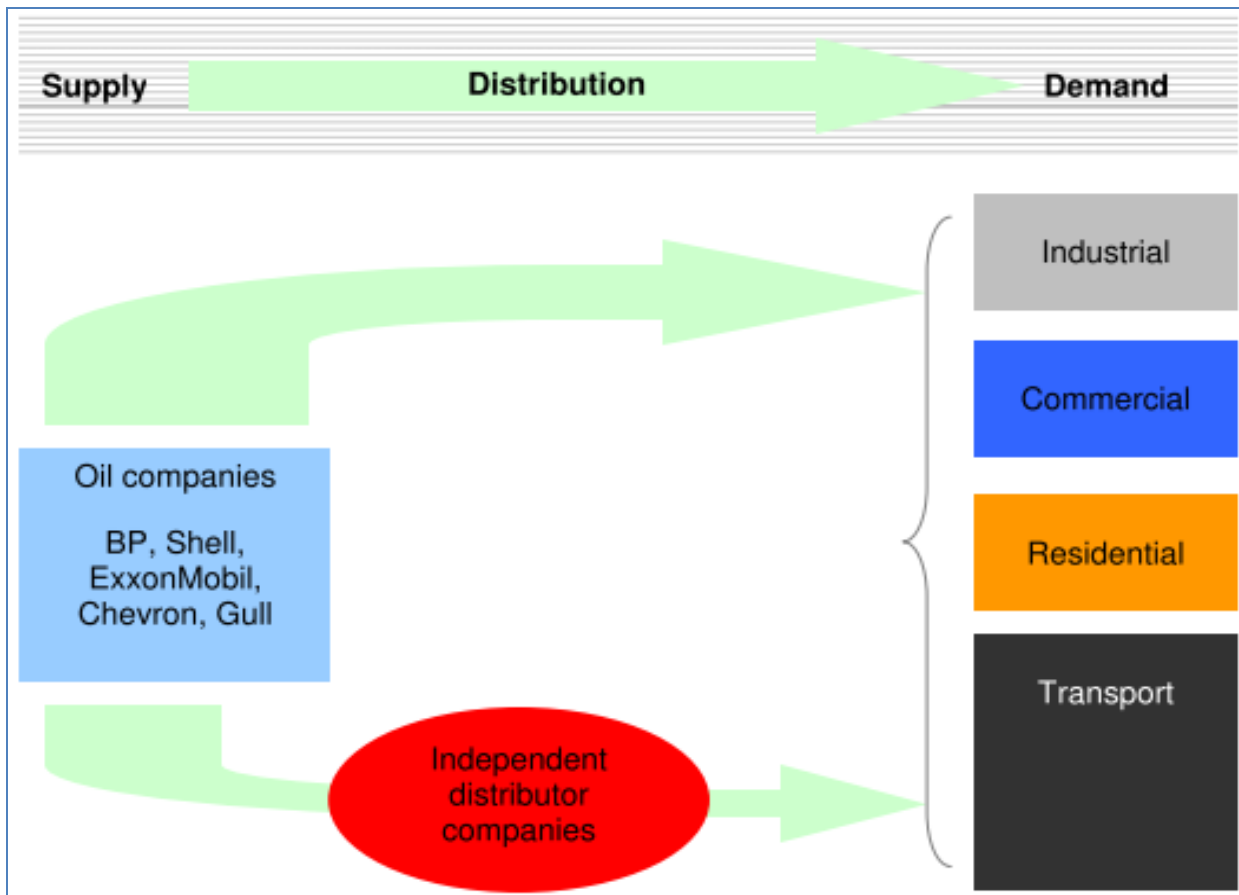 Supply
Distribution
Demand
Industrial
Commercial
Oil companies
BP, Shell,
ExxonMobil,
Chevron, Gull
Residential
Transport
Independent
distributor
companies